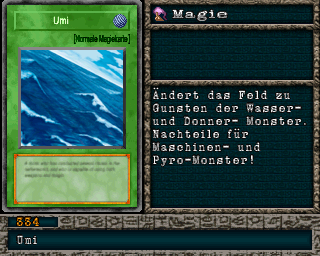 Umi
[Normale Magiekarte]
Magie
Ändert das Feld zu
Gunsten der Wasser-
und Donner- Monster.
Nachteile für
Maschinen- und
Pyro-Monster!
334
Umi